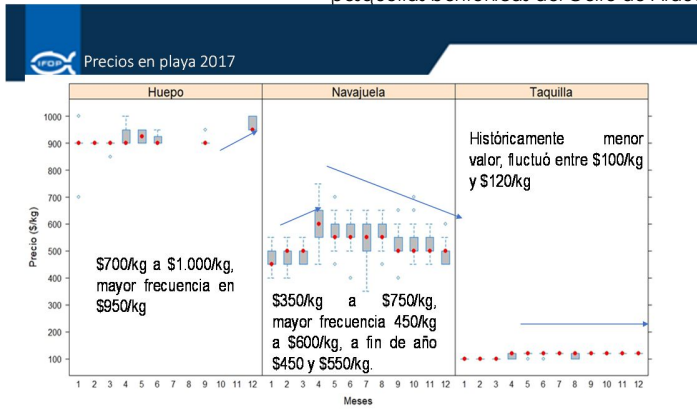 IFOP
Precios en playa 2017
Huepo
Navajuela
Taquilla
Precio ($/kg)
1000
900
800
700
600
500
400
300
200
100
$700/kg a $1.000/kg,
mayor frecuencia en
$950/kg
$350/kg a $750/kg,
mayor frecuencia 450/kg
a $600/kg, a fin de año
$450 y $550/kg.
Históricamente menor
valor, fluctuó entre $100/kg
y $120/kg
1 2 3 4 5 6 7 8 9 10 11 12
1 2 3 4 5 6 7 8 9 10 11 12
1 2 3 4 5 6 7 8 9 10 11 12
Meses